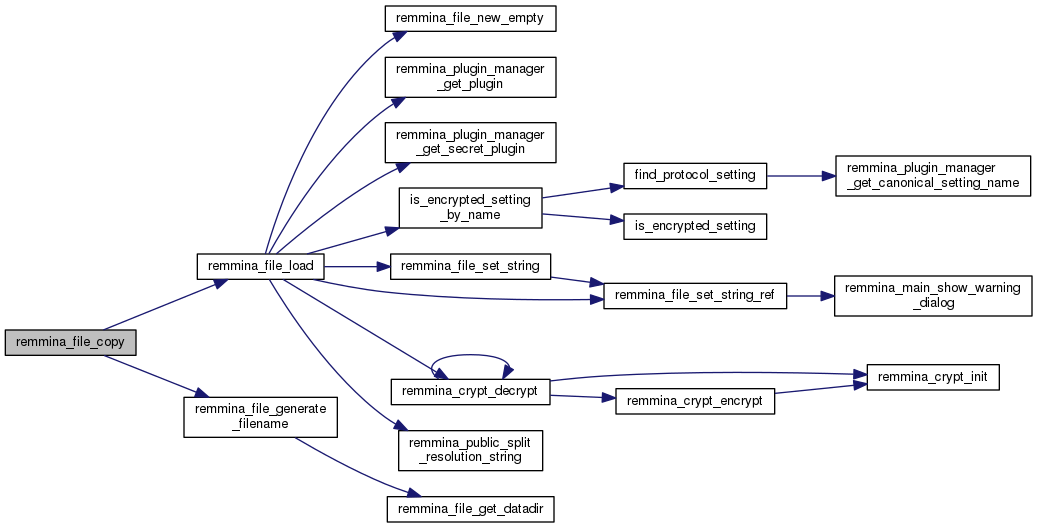 remmina_file_new_empty
remmina_plugin_manager
_get_plugin
remmina_plugin_manager
_get_secret_plugin
is_encrypted_setting
_by_name
find_protocol_setting
remmina_plugin_manager
_get_canonical_setting_name
is_encrypted_setting
remmina_file_load
remmina_file_set_string
remmina_file_set_string_ref
remmina_main_show_warning
_dialog
remmina_file_copy
remmina_crypt_decrypt
remmina_crypt_init
remmina_crypt_encrypt
remmina_file_generate
_filename
remmina_public_split
_resolution_string
remmina_file_get_datadir